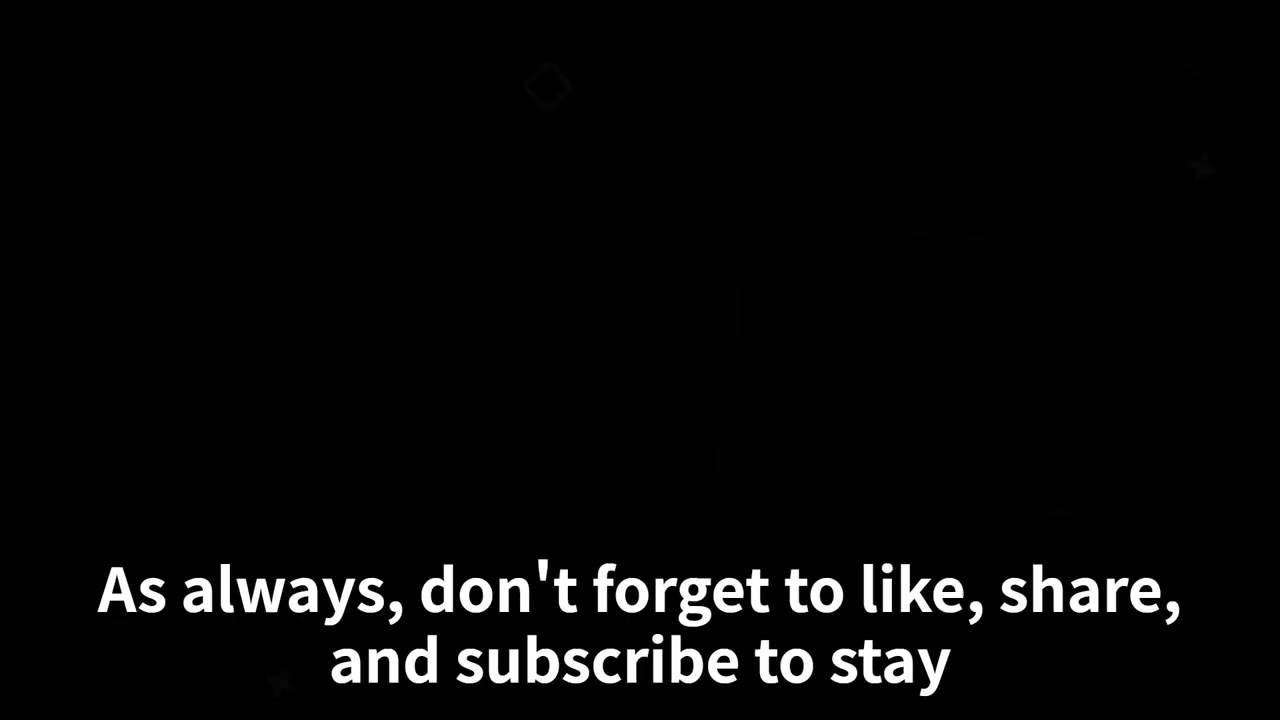 As always, don't forget to like, share,
and subscribe to stay